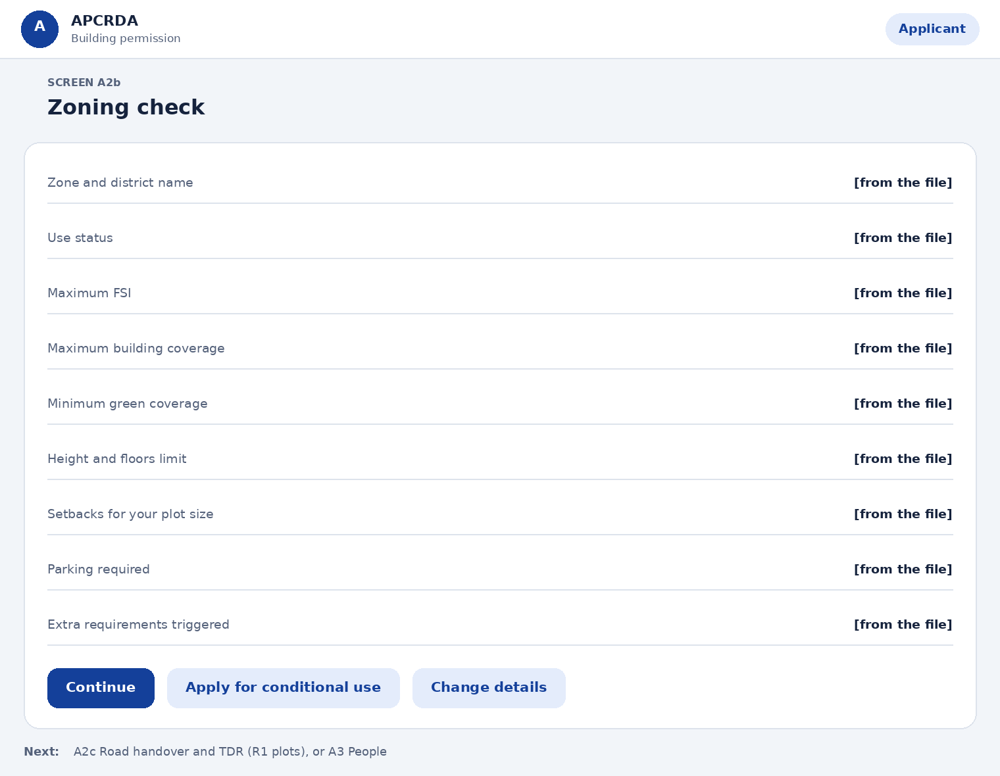 A
APCRDA
Building permission
Applicant
SCREEN A2b
Zoning check
Zone and district name [from the file]
Use status [from the file]
Maximum FSI [from the file]
Maximum building coverage [from the file]
Minimum green coverage [from the file]
Height and floors limit [from the file]
Setbacks for your plot size [from the file]
Parking required [from the file]
Extra requirements triggered [from the file]
Continue Apply for conditional use Change details
Next: A2c Road handover and TDR (R1 plots), or A3 People